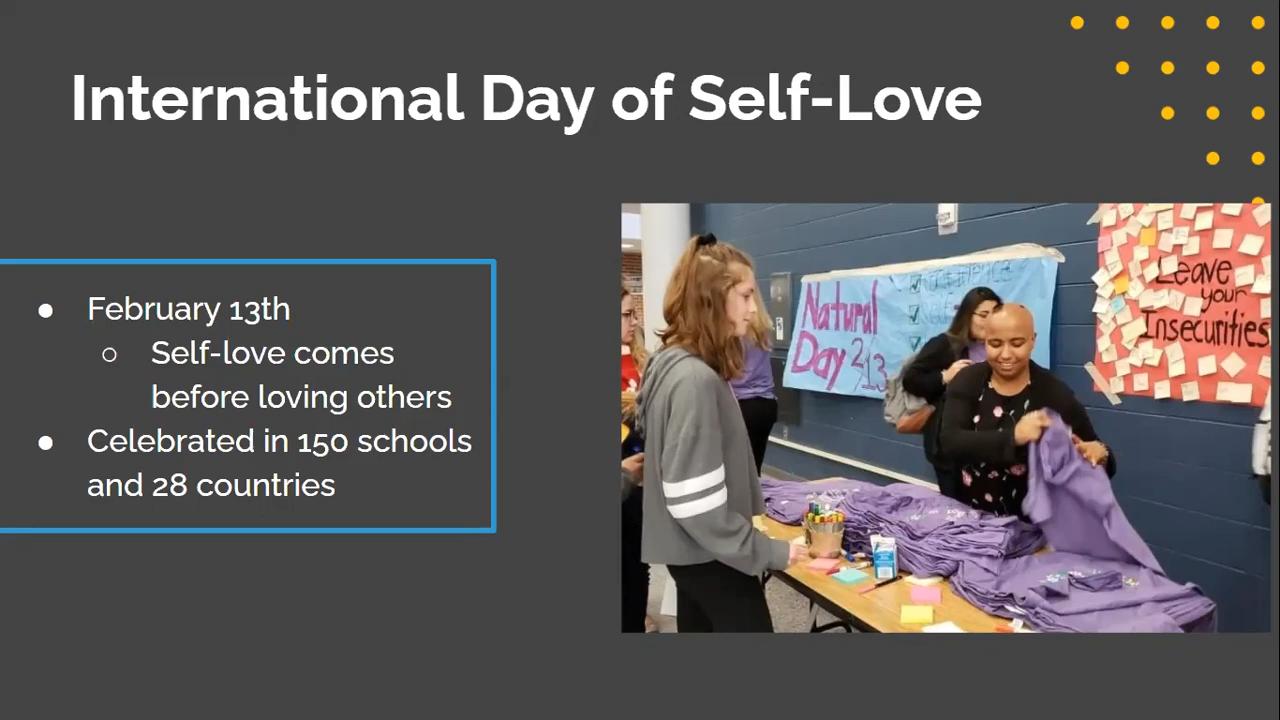 International Day of Self-Love
● February 13th
○ Self-love comes
before loving others
● Celebrated in 150 schools
and 28 countries
Natural
Day 2/13
Leave
your
Insecurities